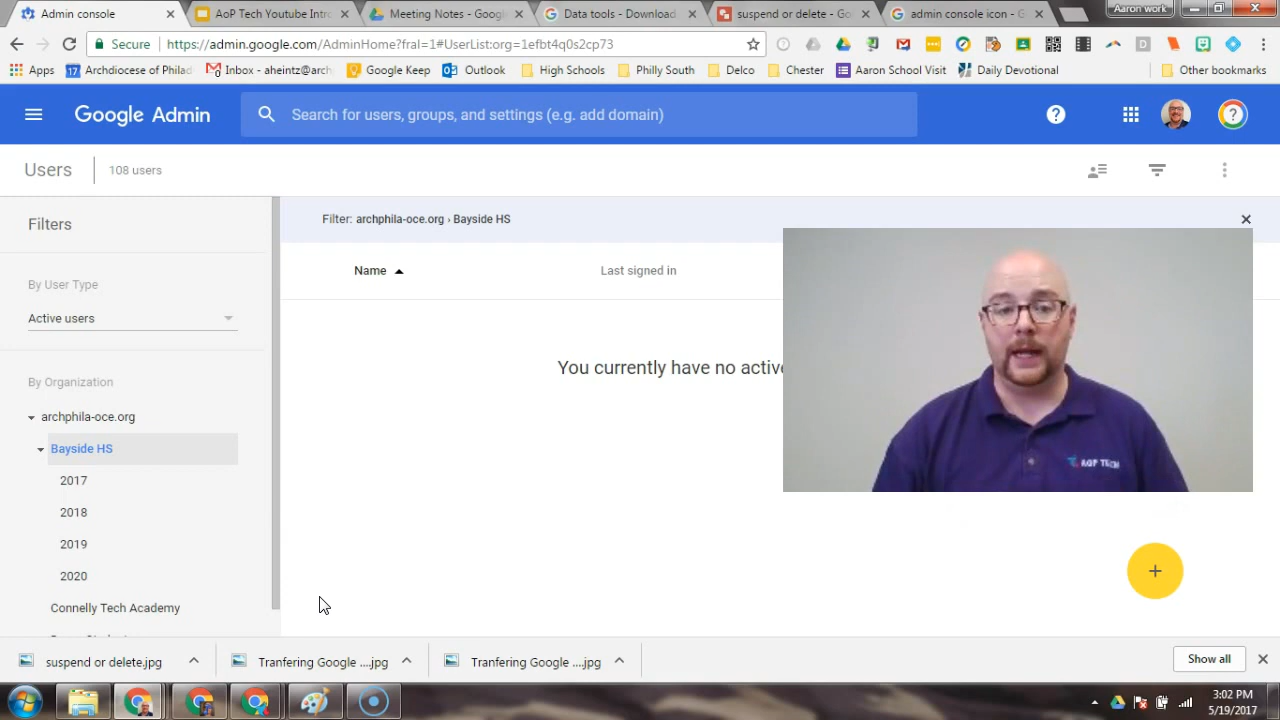 Admin console
AoP Tech Youtube Intr
Meeting Notes - Googl
Data tools - Download
suspend or delete - Go
admin console icon - G
Aaron work
Secure
https://admin.google.com/AdminHome?fral=1#UserList:org=1efbt4q0s2cp73
Apps
17
Archdiocese of Philad
Inbox - aheintz@arch
Google Keep
Outlook
High Schools
Philly South
Delco
Chester
Aaron School Visit
Daily Devotional
Other bookmarks
Google Admin
Search for users, groups, and settings (e.g. add domain)
Users
108 users
Filters
Filter: archphila-oce.org › Bayside HS
Name
Last signed in
By User Type
Active users
You currently have no active
By Organization
archphila-oce.org
Bayside HS
2017
2018
2019
2020
Connelly Tech Academy
AOP TECH
suspend or delete.jpg
Tranfering Google ....jpg
Tranfering Google ....jpg
Show all
3:02 PM
5/19/2017